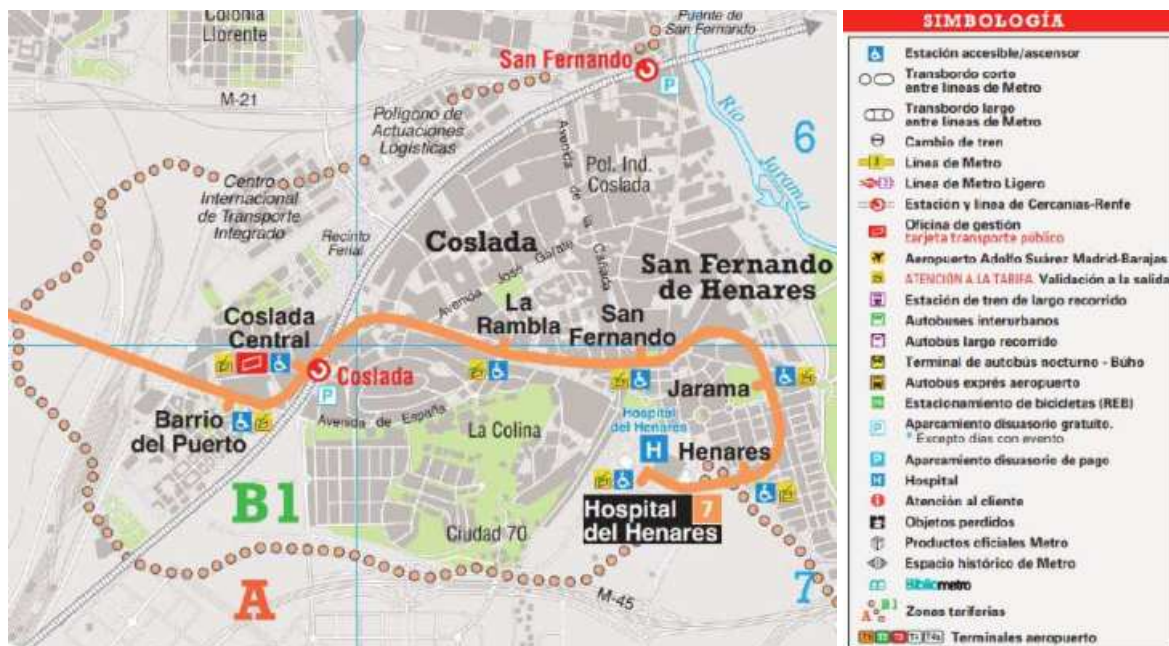 Colonia
Llorente
Puente de
San Fernando
San Fernando
P
M-21
Polígono de
Actuaciones
Logísticas
Río
Jarama
6
Avenida de la Cañada
Pol. Ind.
Coslada
Centro
Internacional
de Transporte
Integrado
Recinto
Ferial
Coslada
Avenida José Gárate
San Fernando
de Henares
Coslada
Central
La
Rambla
San
Fernando
Coslada
P
Jarama
Barrio
del Puerto
Avenida de España
La Colina
Hospital
del Henares
H
Henares
B1
Hospital
del Henares
7
Ciudad 70
A
M-45
7
SIMBOLOGÍA
Estación accesible/ascensor
Transbordo corto
entre líneas de Metro
Transbordo largo
entre líneas de Metro
Cambio de tren
Línea de Metro
Línea de Metro Ligero
Estación y línea de Cercanías-Renfe
Oficina de gestión
tarjeta transporte público
Aeropuerto Adolfo Suárez Madrid-Barajas
ATENCIÓN A LA TARIFA. Validación a la salida
Estación de tren de largo recorrido
Autobuses interurbanos
Autobús largo recorrido
Terminal de autobús nocturno - Búho
Autobús exprés aeropuerto
Estacionamiento de bicicletas (REB)
P Aparcamiento disuasorio gratuito.
* Excepto días con evento
P Aparcamiento disuasorio de pago
H Hospital
Atención al cliente
Objetos perdidos
Productos oficiales Metro
Espacio histórico de Metro
Bibliometro
A B1 Zonas tarifarias
Terminales aeropuerto